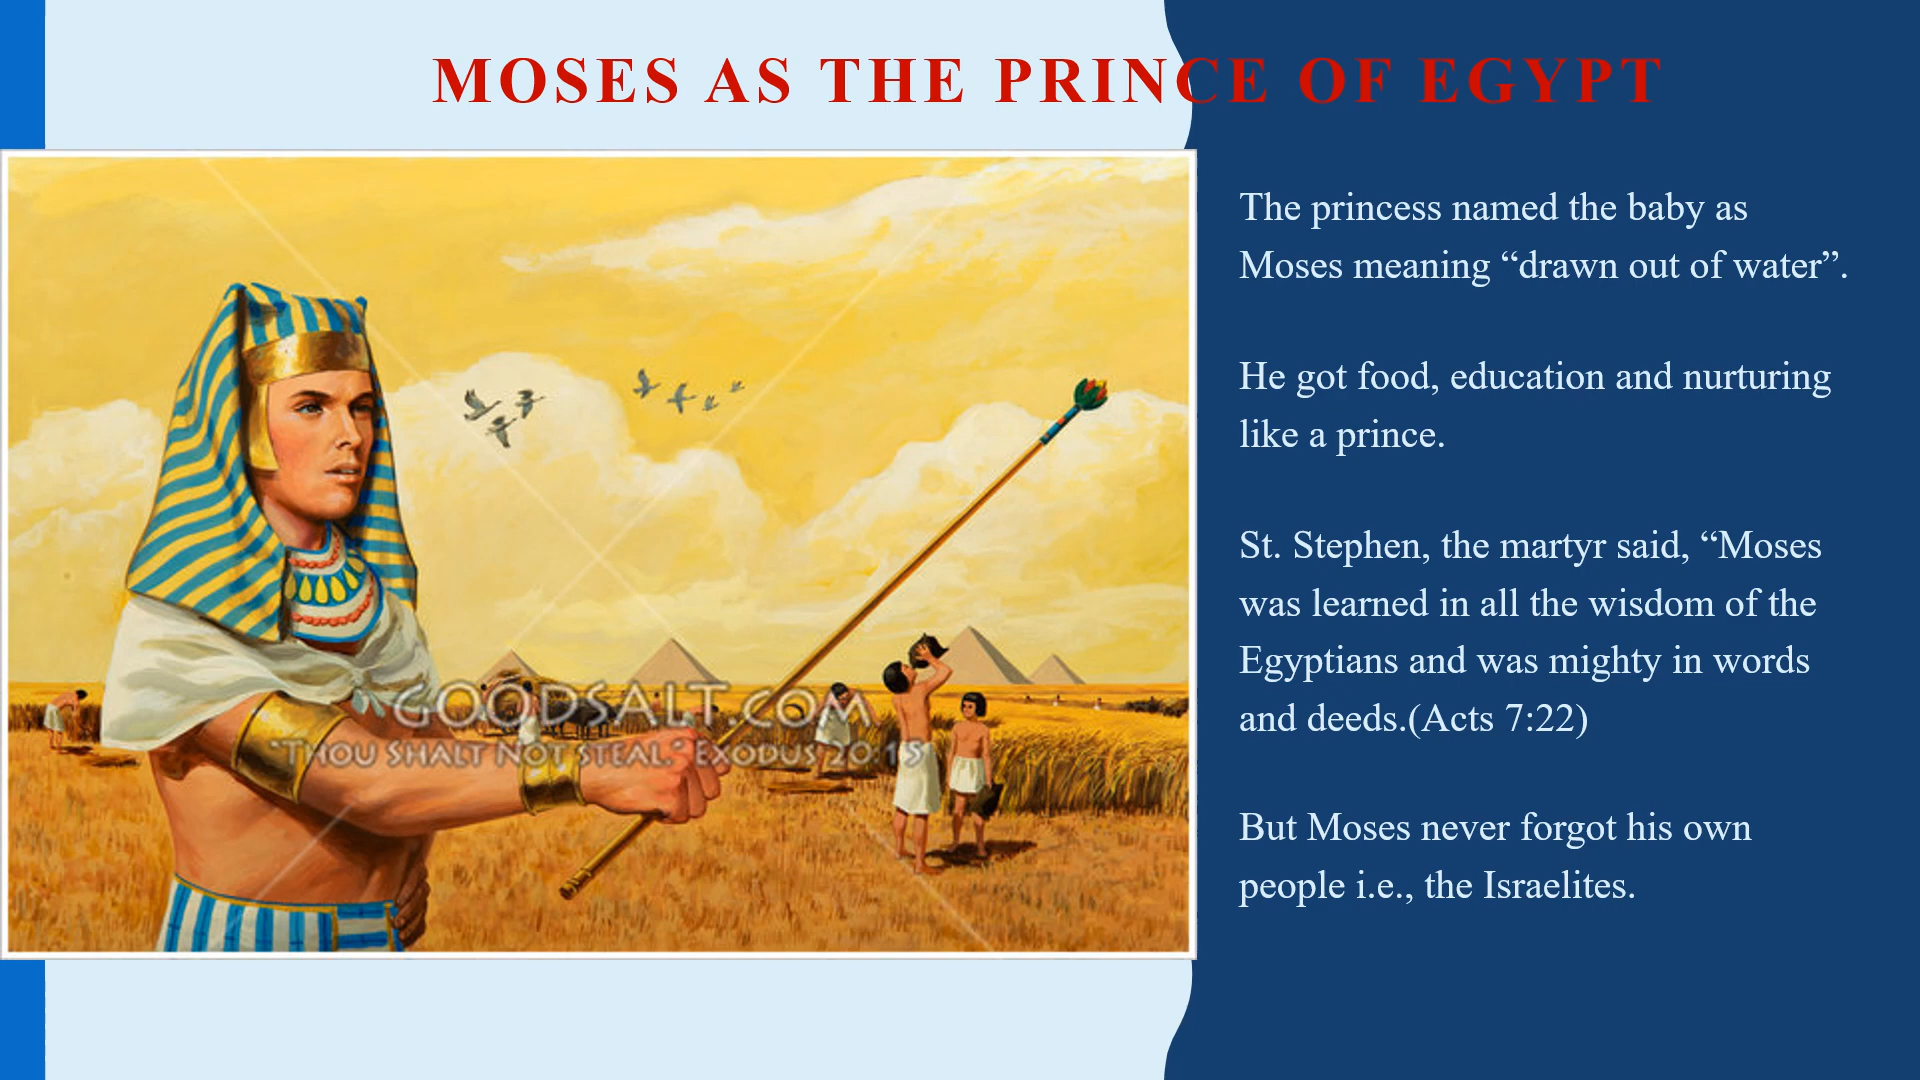 MOSES AS THE PRINCE OF EGYPT
GOODSALT.COM
"THOU SHALT NOT STEAL." EXODUS 20:15
The princess named the baby as
Moses meaning “drawn out of water”.
He got food, education and nurturing
like a prince.
St. Stephen, the martyr said, “Moses
was learned in all the wisdom of the
Egyptians and was mighty in words
and deeds.(Acts 7:22)
But Moses never forgot his own
people i.e., the Israelites.